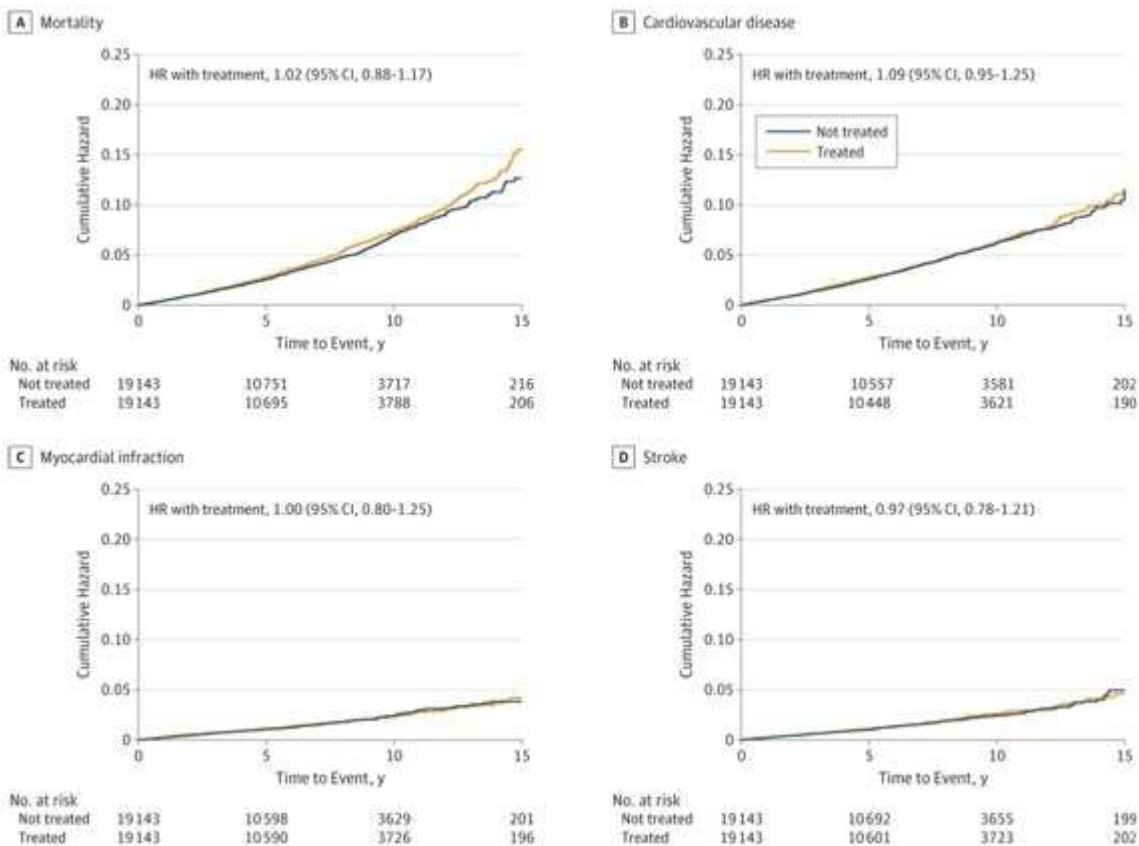 A Mortality
0.25
HR with treatment, 1.02 (95% CI, 0.88-1.17)
0.20
0.15
0.10
0.05
0
Cumulative Hazard
0 5 10 15
Time to Event, y
No. at risk
Not treated 19143 10751 3717 216
Treated 19143 10695 3788 206
B Cardiovascular disease
0.25
HR with treatment, 1.09 (95% CI, 0.95-1.25)
0.20
Not treated
Treated
0.15
0.10
0.05
0
Cumulative Hazard
0 5 10 15
Time to Event, y
No. at risk
Not treated 19143 10557 3581 202
Treated 19143 10448 3621 190
C Myocardial infraction
0.25
HR with treatment, 1.00 (95% CI, 0.80-1.25)
0.20
0.15
0.10
0.05
0
Cumulative Hazard
0 5 10 15
Time to Event, y
No. at risk
Not treated 19143 10598 3629 201
Treated 19143 10590 3726 196
D Stroke
0.25
HR with treatment, 0.97 (95% CI, 0.78-1.21)
0.20
0.15
0.10
0.05
0
Cumulative Hazard
0 5 10 15
Time to Event, y
No. at risk
Not treated 19143 10692 3655 199
Treated 19143 10601 3723 202